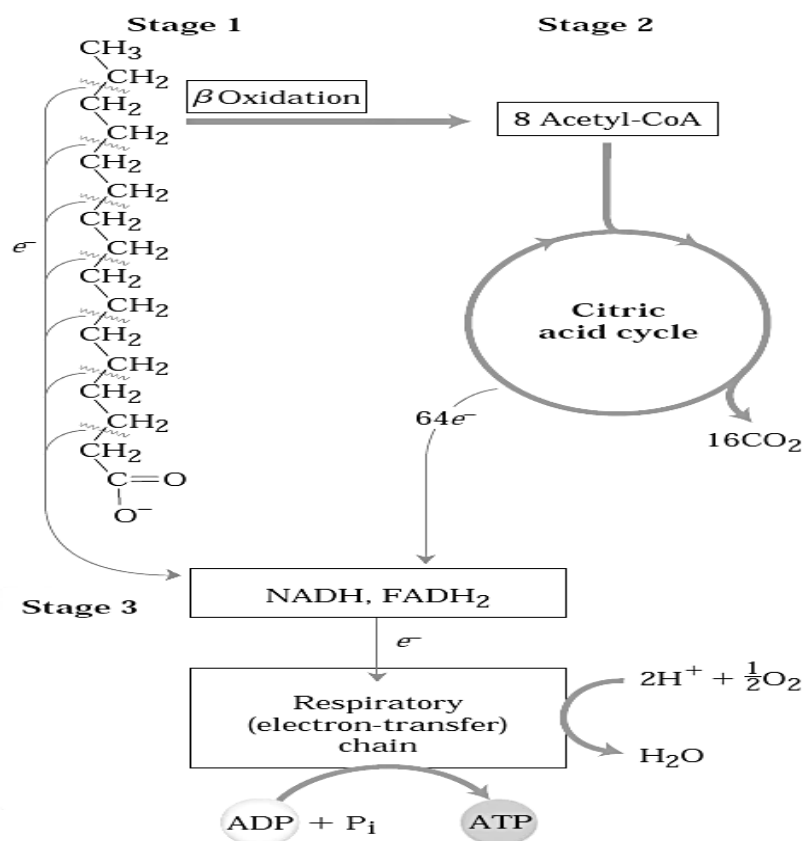 Stage 1
Stage 2
CH3
CH2
CH2
CH2
CH2
CH2
CH2
CH2
CH2
CH2
CH2
CH2
CH2
CH2
CH2
C=O
O−
e−
β Oxidation
8 Acetyl-CoA
Citric
acid cycle
64e−
16CO2
Stage 3
NADH, FADH2
e−
Respiratory
(electron-transfer)
chain
2H+ + 1/2O2
H2O
ADP + Pi
ATP